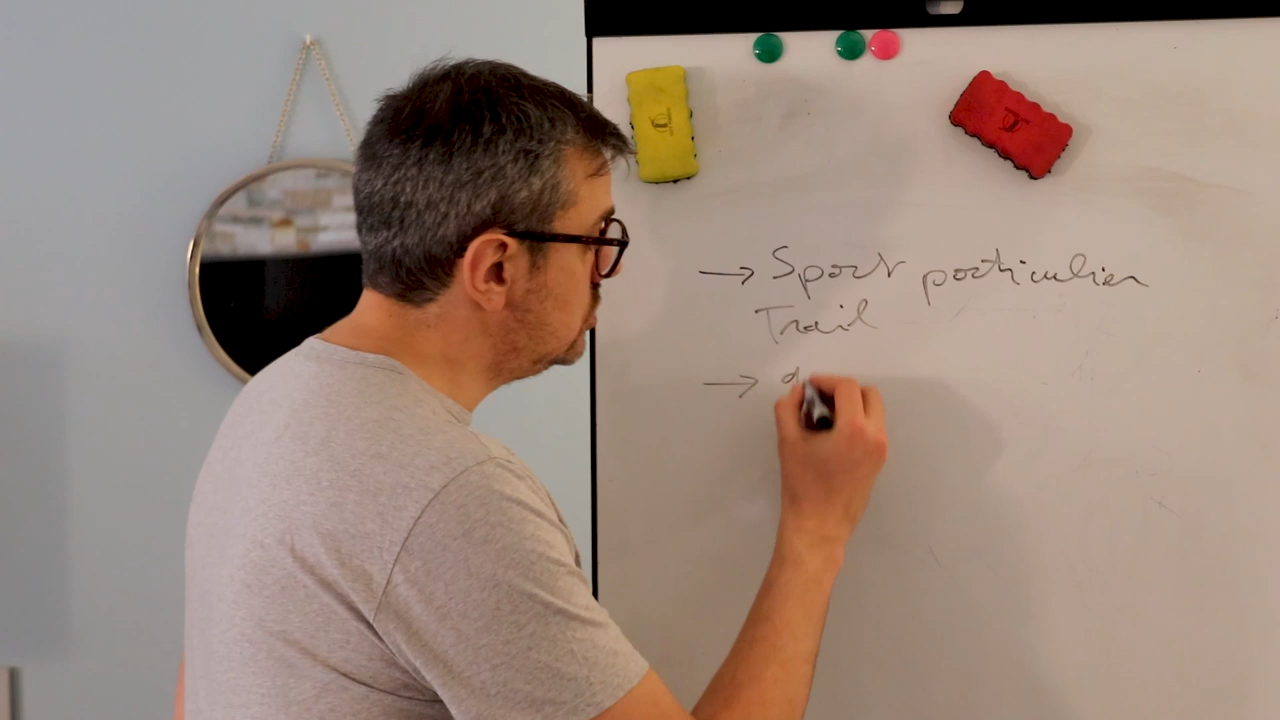 → Sport particulier
Trail
→ d